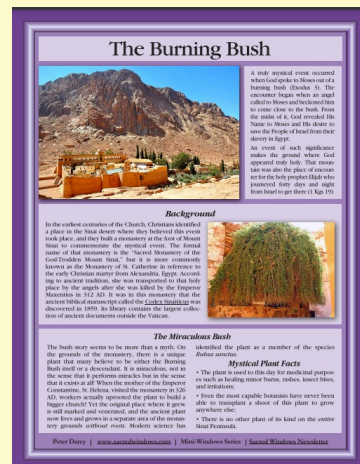 The Burning Bush
A truly mystical event occurred
when God spoke to Moses out of a
burning bush (Exodus 3). The
encounter began when an angel
called to Moses and beckoned him
to come close to the bush. From
the midst of it, God revealed His
Name to Moses and His desire to
save the People of Israel from their
slavery in Egypt.
An event of such significance
makes the ground where God
appeared truly holy. That moun-
tain was also the place of encoun-
ter for the holy prophet Elijah who
journeyed forty days and night
from Israel to get there (1 Kgs 19).
Background
In the earliest centuries of the Church, Christians identified
a place in the Sinai desert where they believed this event
took place, and they built a monastery at the foot of Mount
Sinai to commemorate the mystical event. The formal
name of that monastery is the "Sacred Monastery of the
God-Trodden Mount Sinai," but it is more commonly
known as the Monastery of St. Catherine in reference to
the early Christian martyr from Alexandria, Egypt. Accord-
ing to ancient tradition, she was transported to that holy
place by the angels after she was killed by the Emperor
Maxentius in 312 AD. It was in this monastery that the
ancient biblical manuscript called the Codex Sinaiticus was
discovered in 1859. Its library contains the largest collec-
tion of ancient documents outside the Vatican.
The Miraculous Bush
The bush story seems to be more than a myth. On
the grounds of the monastery, there is a unique
plant that many believe to be either the Burning
Bush itself or a descendant. It is miraculous, not in
the sense that it performs miracles but in the sense
that it exists at all! When the mother of the Emperor
Constantine, St. Helena, visited the monastery in 326
AD, workers actually uprooted the plant to build a
bigger church! Yet the original place where it grew
is still marked and venerated, and the ancient plant
now lives and grows in a separate area of the monas-
tery grounds without roots. Modern science has
identified the plant as a member of the species
Rubus sanctus.
Mystical Plant Facts
• The plant is used to this day for medicinal purpos-
es such as healing minor burns, rashes, insect bites,
and irritations.
• Even the most capable botanists have never been
able to transplant a shoot of this plant to grow
anywhere else;
• There is no other plant of its kind on the entire
Sinai Peninsula.
Peter Darcy | www.sacredwindows.com | Mini-Windows Series | Sacred Windows Newsletter